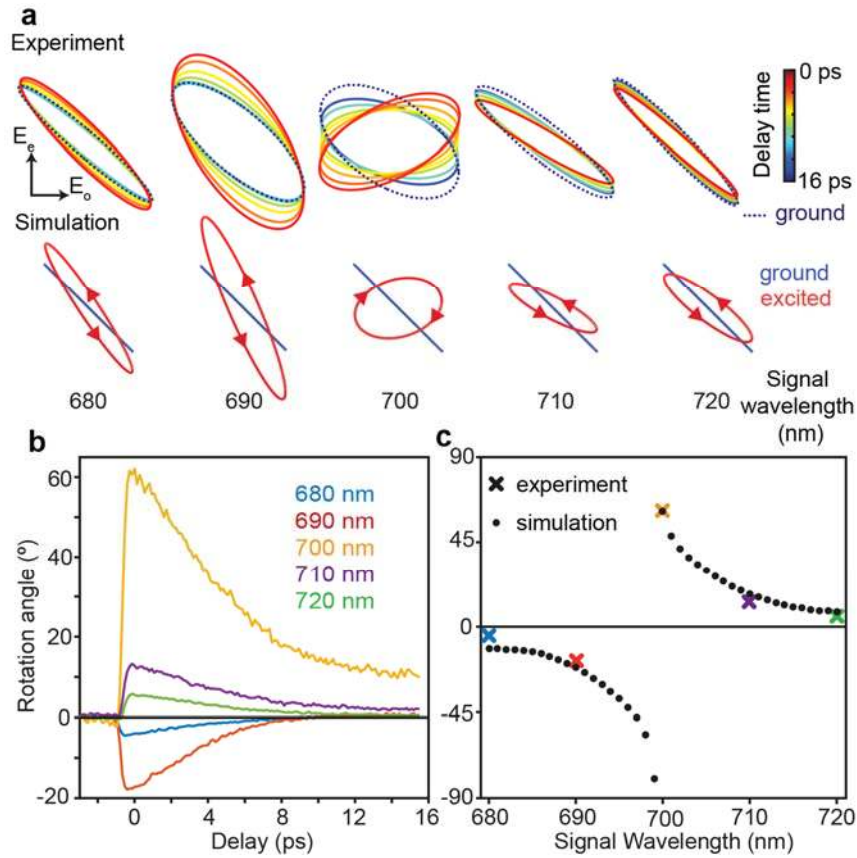 a
Experiment
0 ps
Delay time
16 ps
ground
E_e
E_o
Simulation
ground
excited
680 690 700 710 720
Signal
wavelength
(nm)
b
60
40
20
0
-20
Rotation angle (º)
680 nm
690 nm
700 nm
710 nm
720 nm
0 4 8 12 16
Delay (ps)
c
90
45
0
-45
-90
experiment
simulation
680 690 700 710 720
Signal Wavelength (nm)